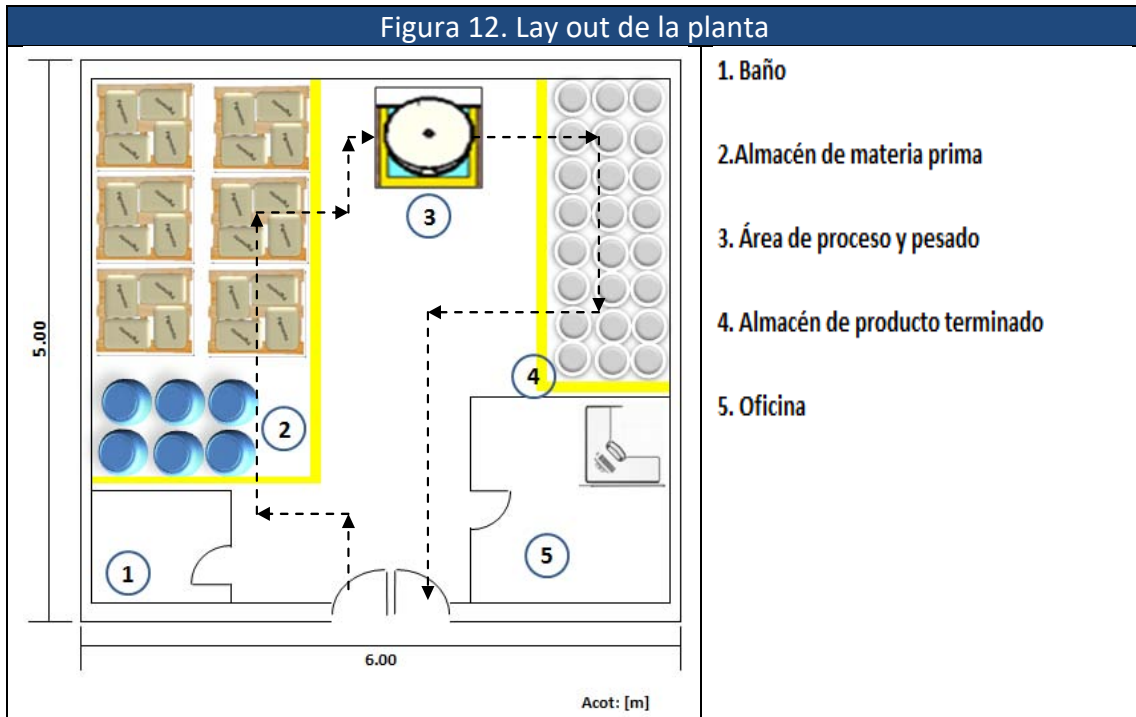 Figura 12. Lay out de la planta
1. Baño
2.Almacén de materia prima
3. Área de proceso y pesado
4. Almacén de producto terminado
5. Oficina
3
5.00
4
2
1
5
6.00
Acot: [m]